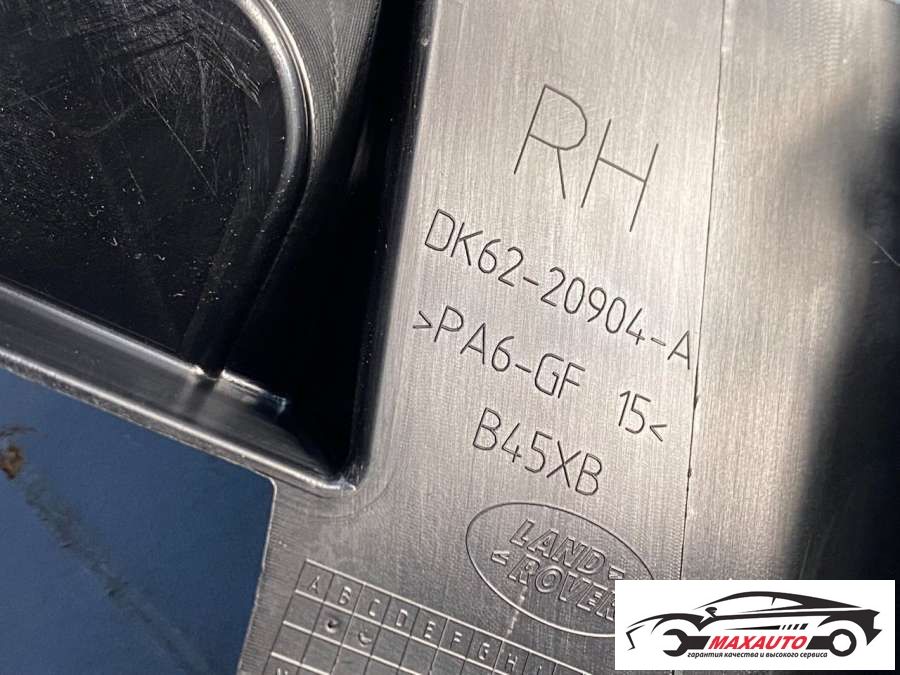 RH
DK62-20904-A
>PA6-GF 15<
B45XB
LAND
ROVER
A B C D E F G H
MAXAUTO
гарантия качества и высокого сервиса